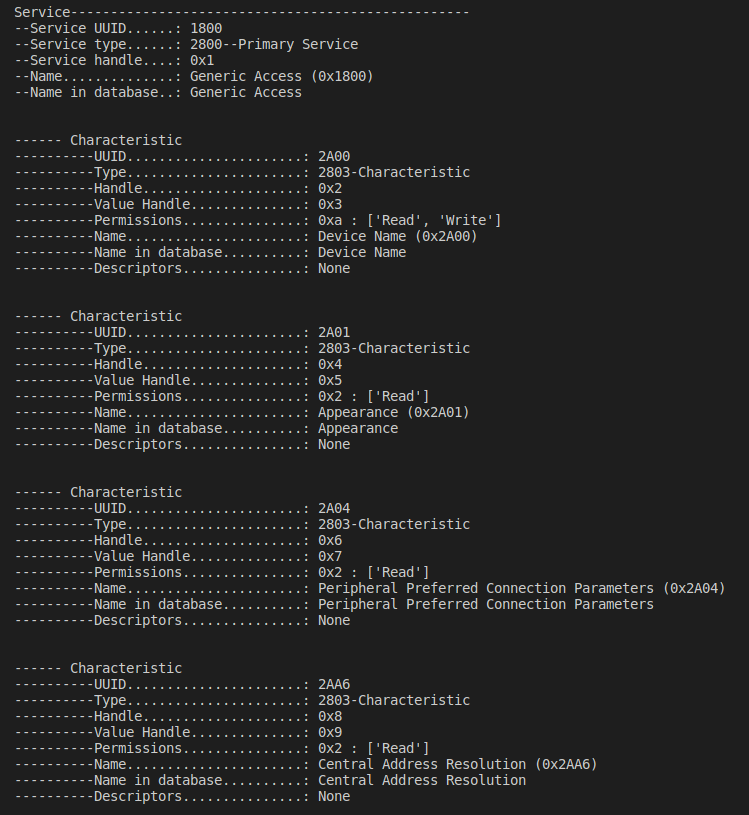 Service--------------------------------------------------
--Service UUID......: 1800
--Service type......: 2800--Primary Service
--Service handle....: 0x1
--Name..............: Generic Access (0x1800)
--Name in database..: Generic Access
------ Characteristic
----------UUID......................: 2A00
----------Type......................: 2803-Characteristic
----------Handle....................: 0x2
----------Value Handle..............: 0x3
----------Permissions...............: 0xa : ['Read', 'Write']
----------Name......................: Device Name (0x2A00)
----------Name in database..........: Device Name
----------Descriptors...............: None
------ Characteristic
----------UUID......................: 2A01
----------Type......................: 2803-Characteristic
----------Handle....................: 0x4
----------Value Handle..............: 0x5
----------Permissions...............: 0x2 : ['Read']
----------Name......................: Appearance (0x2A01)
----------Name in database..........: Appearance
----------Descriptors...............: None
------ Characteristic
----------UUID......................: 2A04
----------Type......................: 2803-Characteristic
----------Handle....................: 0x6
----------Value Handle..............: 0x7
----------Permissions...............: 0x2 : ['Read']
----------Name......................: Peripheral Preferred Connection Parameters (0x2A04)
----------Name in database..........: Peripheral Preferred Connection Parameters
----------Descriptors...............: None
------ Characteristic
----------UUID......................: 2AA6
----------Type......................: 2803-Characteristic
----------Handle....................: 0x8
----------Value Handle..............: 0x9
----------Permissions...............: 0x2 : ['Read']
----------Name......................: Central Address Resolution (0x2AA6)
----------Name in database..........: Central Address Resolution
----------Descriptors...............: None